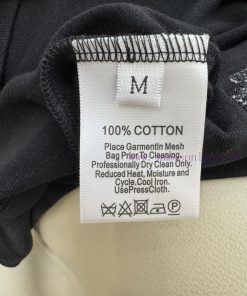 M
100% COTTON
Place GarmentIn Mesh
Bag Prior To Cleaning.
Professionally Dry Clean Only.
Reduced Heat, Moisture and
Cycle.Cool Iron.
UsePressCloth.